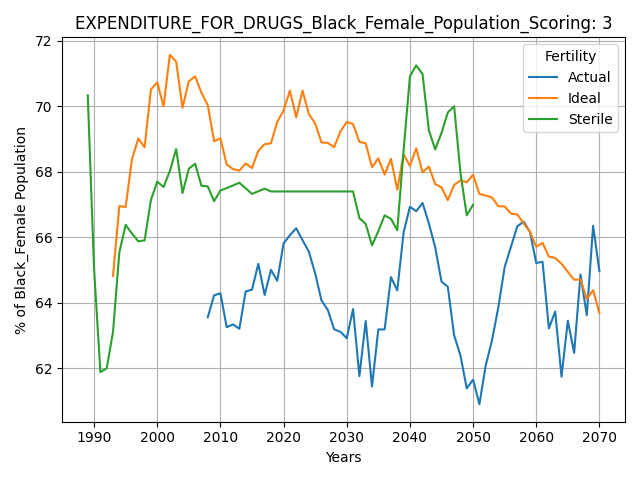 EXPENDITURE_FOR_DRUGS_Black_Female_Population_Scoring: 3
Fertility
Actual
Ideal
Sterile
% of Black_Female Population
72
70
68
66
64
62
1990 2000 2010 2020 2030 2040 2050 2060 2070
Years